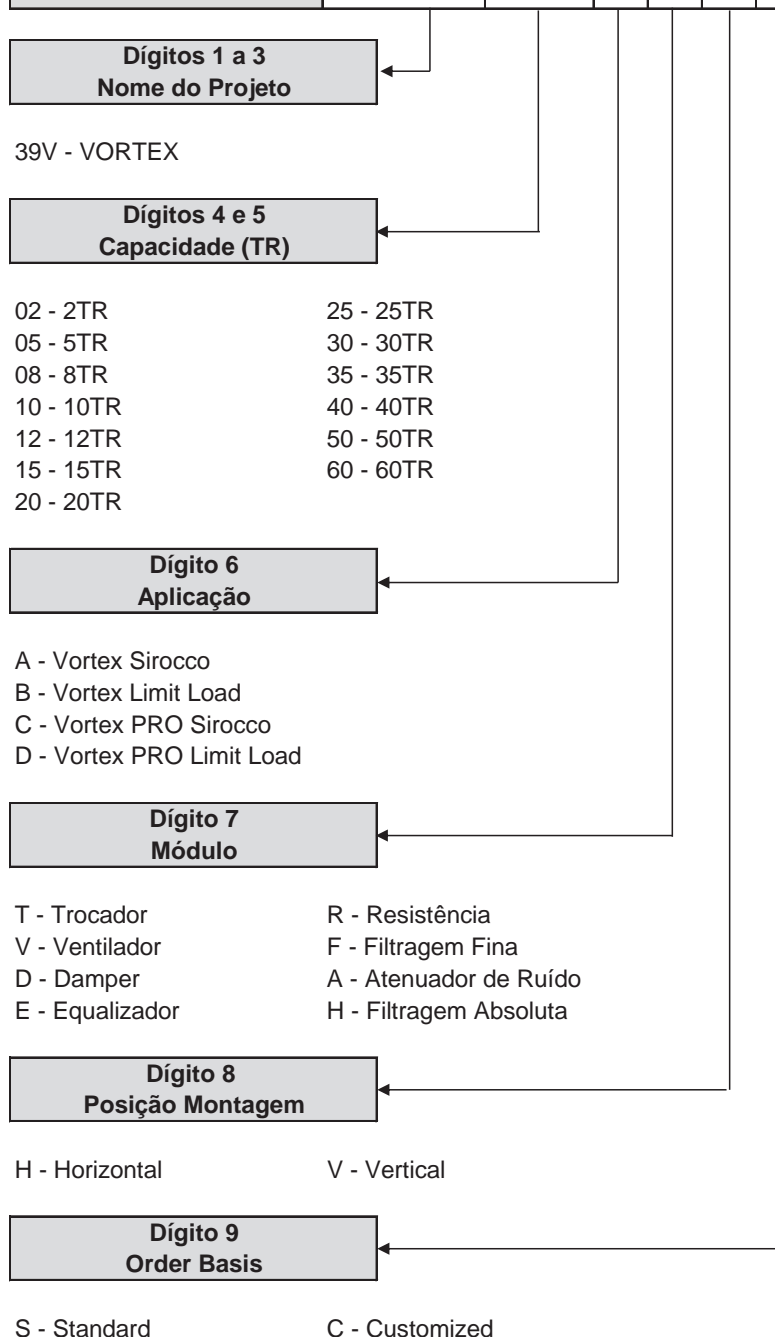 Dígitos 1 a 3
Nome do Projeto
39V - VORTEX
Dígitos 4 e 5
Capacidade (TR)
02 - 2TR 25 - 25TR
05 - 5TR 30 - 30TR
08 - 8TR 35 - 35TR
10 - 10TR 40 - 40TR
12 - 12TR 50 - 50TR
15 - 15TR 60 - 60TR
20 - 20TR
Dígito 6
Aplicação
A - Vortex Sirocco
B - Vortex Limit Load
C - Vortex PRO Sirocco
D - Vortex PRO Limit Load
Dígito 7
Módulo
T - Trocador R - Resistência
V - Ventilador F - Filtragem Fina
D - Damper A - Atenuador de Ruído
E - Equalizador H - Filtragem Absoluta
Dígito 8
Posição Montagem
H - Horizontal V - Vertical
Dígito 9
Order Basis
S - Standard C - Customized